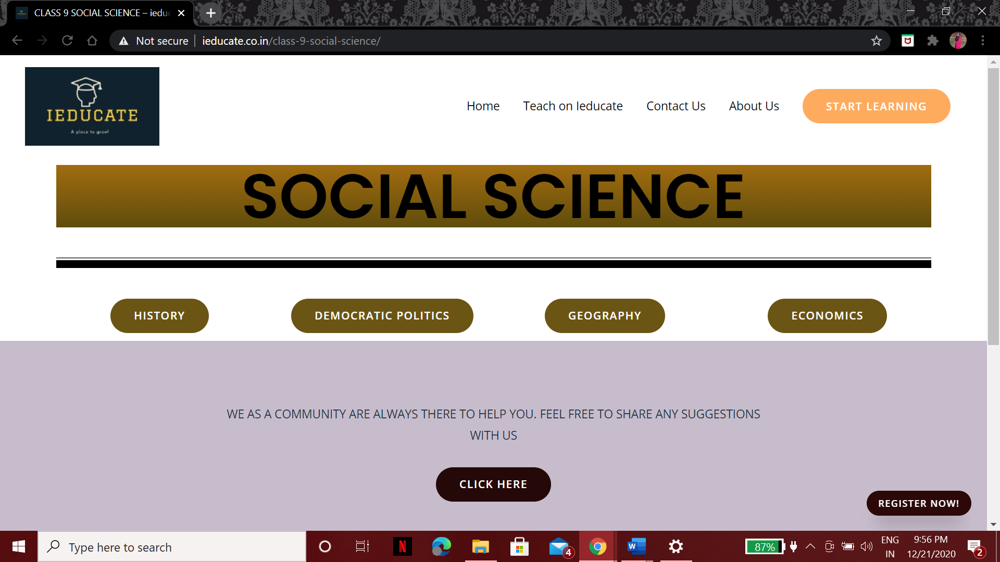 CLASS 9 SOCIAL SCIENCE – ieduc
Not secure
ieducate.co.in/class-9-social-science/
IEDUCATE
A place to grow!
Home
Teach on Ieducate
Contact Us
About Us
START LEARNING
SOCIAL SCIENCE
HISTORY
DEMOCRATIC POLITICS
GEOGRAPHY
ECONOMICS
WE AS A COMMUNITY ARE ALWAYS THERE TO HELP YOU. FEEL FREE TO SHARE ANY SUGGESTIONS
WITH US
CLICK HERE
REGISTER NOW!
Type here to search
N
4
W
87%
ENG
IN
9:56 PM
12/21/2020
2